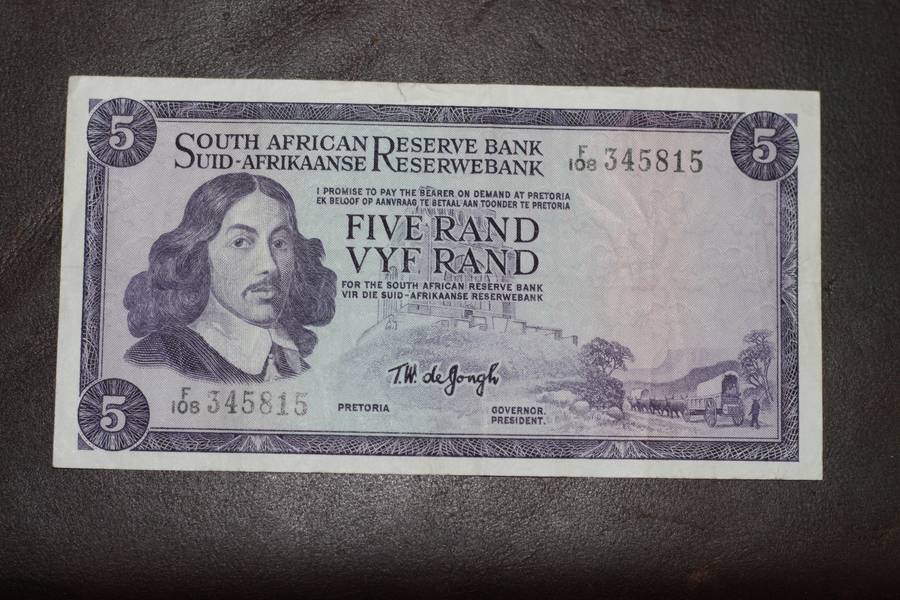 5
5
SOUTH AFRICAN RESERVE BANK
SUID-AFRIKAANSE RESERWEBANK
F/108 345815
I PROMISE TO PAY THE BEARER ON DEMAND AT PRETORIA
EK BELOOF OP AANVRAAG TE BETAAL AAN TOONDER TE PRETORIA
FIVE RAND
VYF RAND
FOR THE SOUTH AFRICAN RESERVE BANK
VIR DIE SUID-AFRIKAANSE RESERWEBANK
T.W. de Jongh
F/108 345815
PRETORIA
GOVERNOR.
PRESIDENT.
5